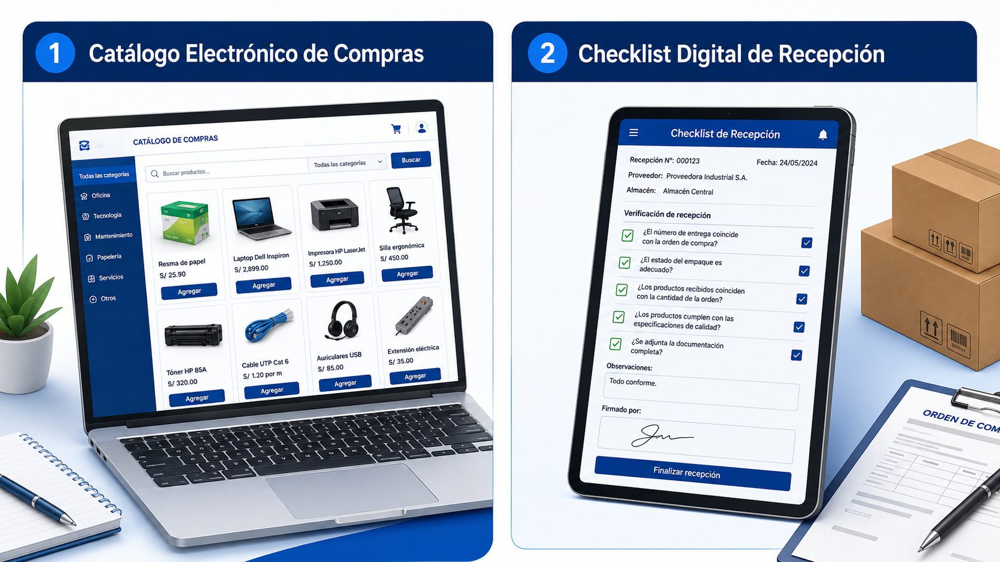 1 Catálogo Electrónico de Compras
CATÁLOGO DE COMPRAS
Buscar productos...
Todas las categorías
Buscar
Todas las categorías
Oficina
Tecnología
Mantenimiento
Papelería
Servicios
Otros
Resma de papel
S/ 25.90
Agregar
Laptop Dell Inspiron
S/ 2,899.00
Agregar
Impresora HP LaserJet
S/ 1,250.00
Agregar
Silla ergonómica
S/ 450.00
Agregar
Tóner HP 85A
S/ 320.00
Agregar
Cable UTP Cat 6
S/ 1.20 por m
Agregar
Auriculares USB
S/ 85.00
Agregar
Extensión eléctrica
S/ 35.00
Agregar
2 Checklist Digital de Recepción
Checklist de Recepción
Recepción N°: 000123
Fecha: 24/05/2024
Proveedor: Proveedora Industrial S.A.
Almacén: Almacén Central
Verificación de recepción
¿El número de entrega coincide
con la orden de compra?
¿El estado del empaque es
adecuado?
¿Los productos recibidos coinciden
con la cantidad de la orden?
¿Los productos cumplen con las
especificaciones de calidad?
¿Se adjunta la documentación
completa?
Observaciones:
Todo conforme.
Firmado por:
Finalizar recepción
ORDEN DE COM